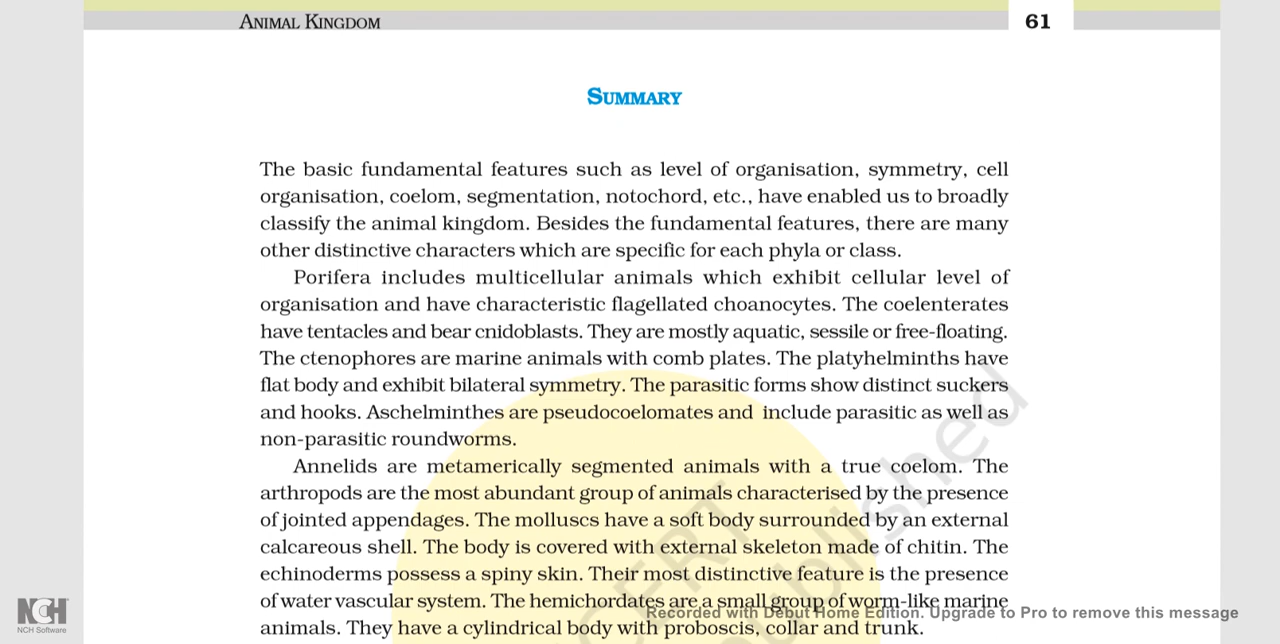 ANIMAL KINGDOM
61
SUMMARY
The basic fundamental features such as level of organisation, symmetry, cell
organisation, coelom, segmentation, notochord, etc., have enabled us to broadly
classify the animal kingdom. Besides the fundamental features, there are many
other distinctive characters which are specific for each phyla or class.
Porifera includes multicellular animals which exhibit cellular level of
organisation and have characteristic flagellated choanocytes. The coelenterates
have tentacles and bear cnidoblasts. They are mostly aquatic, sessile or free-floating.
The ctenophores are marine animals with comb plates. The platyhelminths have
flat body and exhibit bilateral symmetry. The parasitic forms show distinct suckers
and hooks. Aschelminthes are pseudocoelomates and include parasitic as well as
non-parasitic roundworms.
Annelids are metamerically segmented animals with a true coelom. The
arthropods are the most abundant group of animals characterised by the presence
of jointed appendages. The molluscs have a soft body surrounded by an external
calcareous shell. The body is covered with external skeleton made of chitin. The
echinoderms possess a spiny skin. Their most distinctive feature is the presence
of water vascular system. The hemichordates are a small group of worm-like marine
animals. They have a cylindrical body with proboscis, collar and trunk.
Recorded with Debut Home Edition. Upgrade to Pro to remove this message
NCH
NCH Software